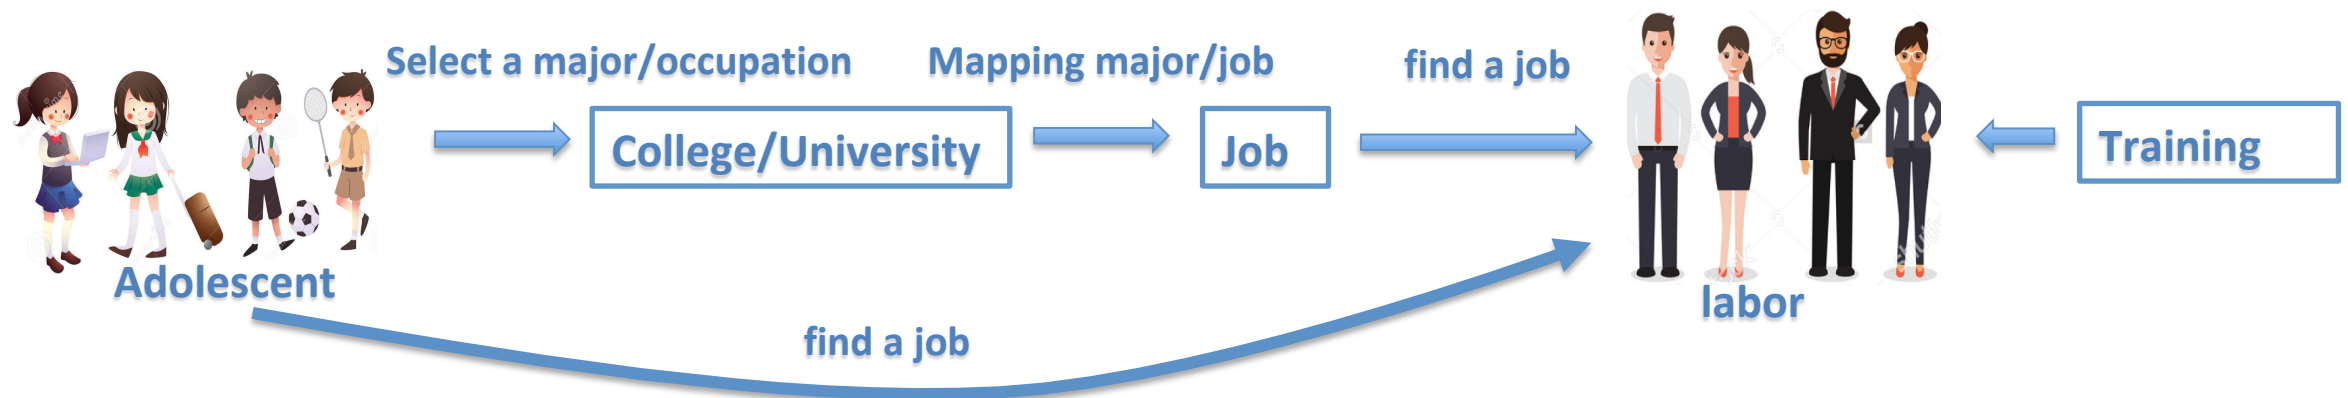 Select a major/occupation
Mapping major/job
find a job
College/University
Job
Training
Adolescent
labor
find a job